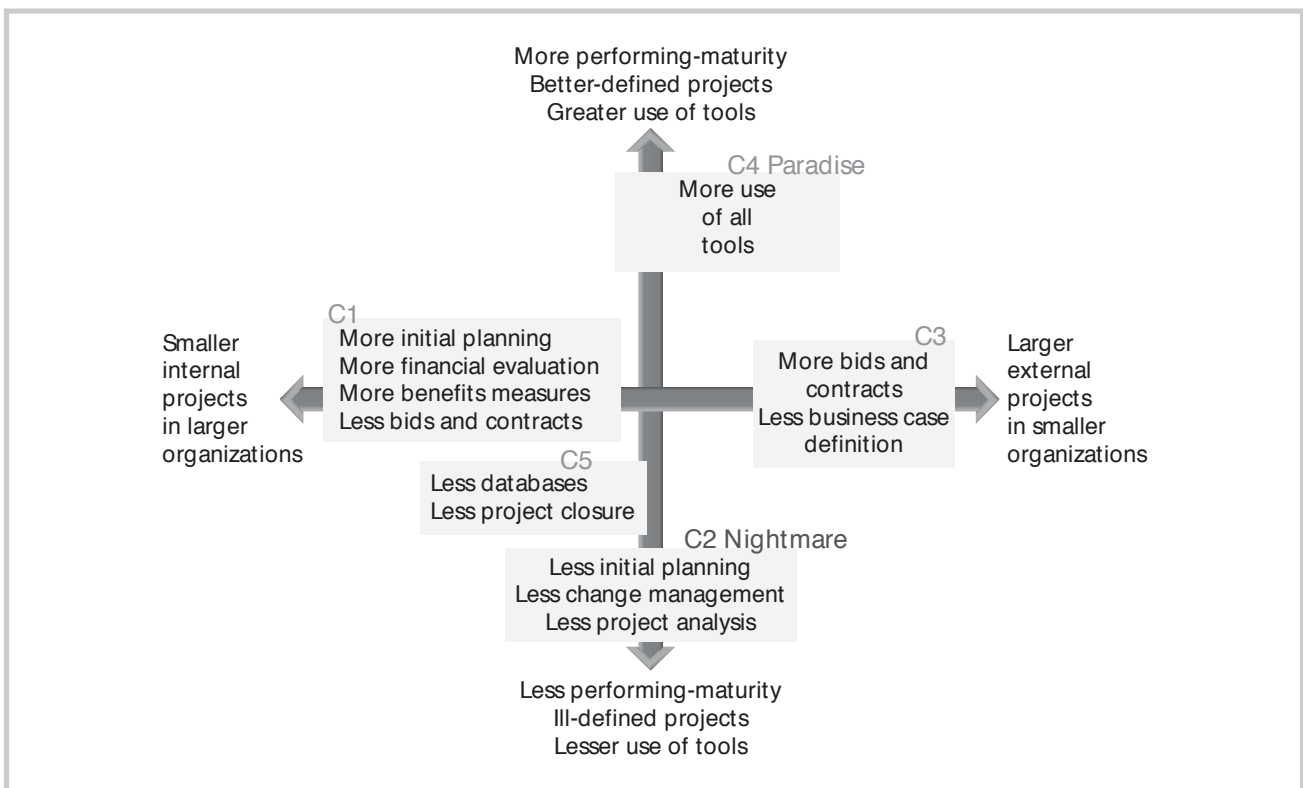 More performing-maturity
Better-defined projects
Greater use of tools
C4 Paradise
More use
of all
tools
C1
More initial planning
More financial evaluation
More benefits measures
Less bids and contracts
Smaller
internal
projects
in larger
organizations
C3
More bids and
contracts
Less business case
definition
Larger
external
projects
in smaller
organizations
C5
Less databases
Less project closure
C2 Nightmare
Less initial planning
Less change management
Less project analysis
Less performing-maturity
Ill-defined projects
Lesser use of tools